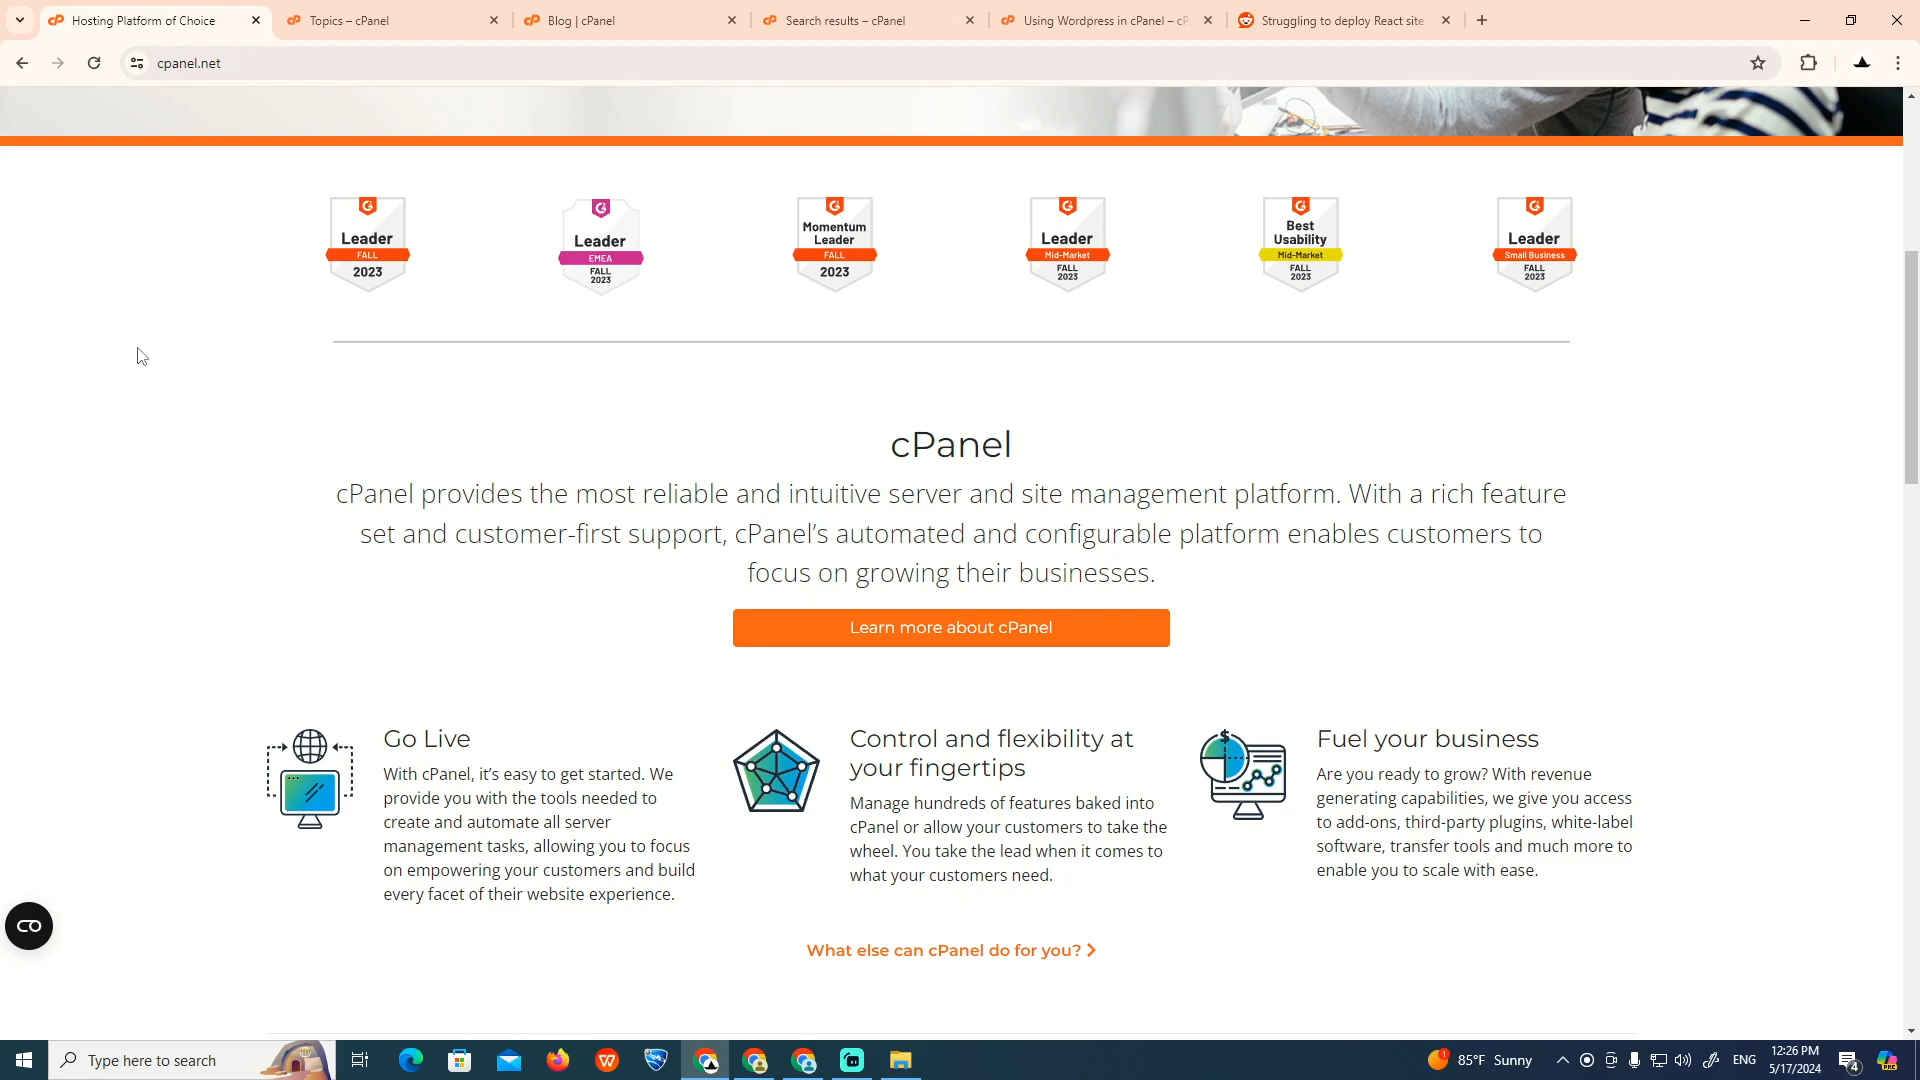 Hosting Platform of Choice
Topics – cPanel
Blog | cPanel
Search results – cPanel
Using Wordpress in cPanel – cP
Struggling to deploy React site
cpanel.net
Leader
FALL
2023
Leader
EMEA
FALL
2023
Momentum
Leader
FALL
2023
Leader
Mid-Market
FALL
2023
Best
Usability
Mid-Market
FALL
2023
Leader
Small Business
FALL
2023
cPanel
cPanel provides the most reliable and intuitive server and site management platform. With a rich feature
set and customer-first support, cPanel’s automated and configurable platform enables customers to
focus on growing their businesses.
Learn more about cPanel
Go Live
With cPanel, it’s easy to get started. We
provide you with the tools needed to
create and automate all server
management tasks, allowing you to focus
on empowering your customers and build
every facet of their website experience.
Control and flexibility at
your fingertips
Manage hundreds of features baked into
cPanel or allow your customers to take the
wheel. You take the lead when it comes to
what your customers need.
Fuel your business
Are you ready to grow? With revenue
generating capabilities, we give you access
to add-ons, third-party plugins, white-label
software, transfer tools and much more to
enable you to scale with ease.
What else can cPanel do for you?
Type here to search
1
85°F Sunny
ENG
12:26 PM
5/17/2024
4
PRE